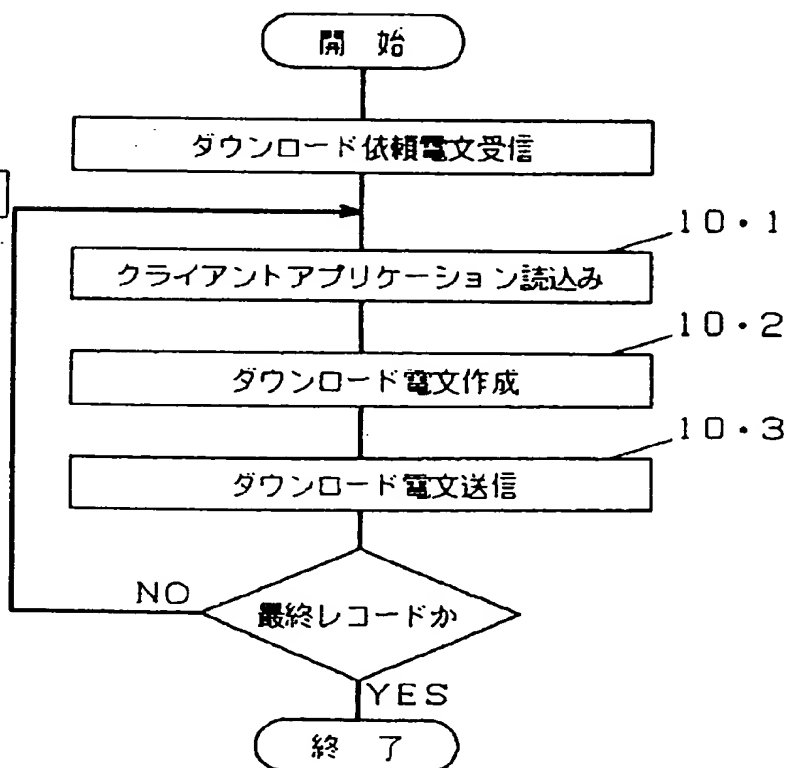 開 始
ダウンロード依頼電文受信
10・1
クライアントアプリケーション読込み
10・2
ダウンロード電文作成
10・3
ダウンロード電文送信
NO
最終レコードか
YES
終 了